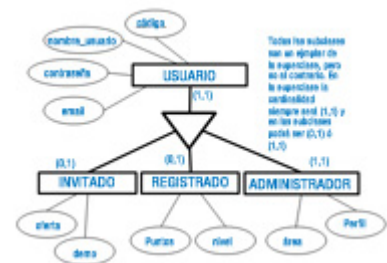 código
nombre_usuario
contraseña
email
USUARIO
(1,1)
Todas las subclases
son un ejemplar de
la superclase, pero
no al contrario. En
la superclase la
cardinalidad
siempre será (1,1) y
en las subclases
podrá ser (0,1) ó
(1,1)
(0,1)
(0,1)
(1,1)
INVITADO
REGISTRADO
ADMINISTRADOR
oferta
demo
Puntos
nivel
área
Perfil